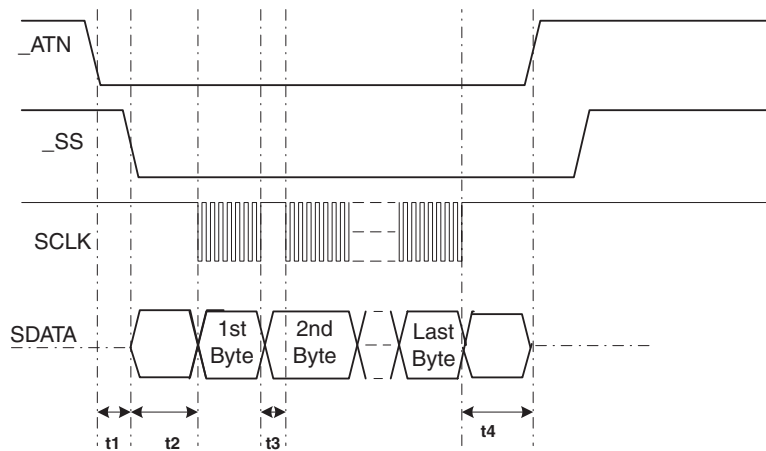 _ATN
_SS
SCLK
SDATA
1st
Byte
2nd
Byte
Last
Byte
t1
t2
t3
t4